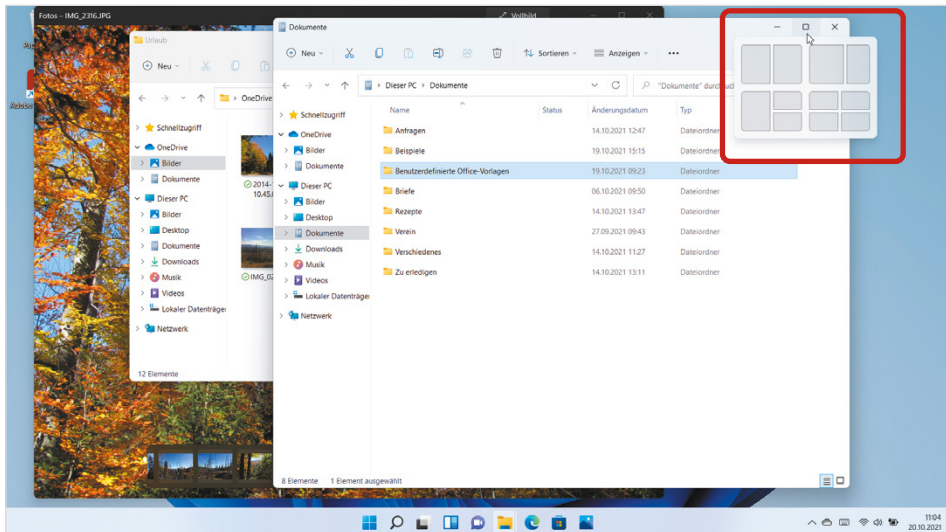 Fotos – IMG_2316.JPG
Vollbild
Urlaub
Neu
OneDrive
Schnellzugriff
OneDrive
Bilder
Dokumente
Dieser PC
Bilder
Desktop
Dokumente
Downloads
Musik
Videos
Lokaler Datenträger
Netzwerk
2014-
10.45.
12 Elemente
Dokumente
Neu
Sortieren
Anzeigen
Dieser PC › Dokumente
"Dokumente" durch
Schnellzugriff
OneDrive
Bilder
Dokumente
Dieser PC
Bilder
Desktop
Dokumente
Downloads
Musik
Videos
Lokaler Datenträger
Netzwerk
Name Status Änderungsdatum Typ
Anfragen 14.10.2021 12:47 Dateiordner
Beispiele 19.10.2021 15:15 Dateiordner
Benutzerdefinierte Office-Vorlagen 19.10.2021 09:23 Dateiordner
Briefe 06.10.2021 09:50 Dateiordner
Rezepte 14.10.2021 13:47 Dateiordner
Verein 27.09.2021 09:43 Dateiordner
Verschiedenes 14.10.2021 11:27 Dateiordner
Zu erledigen 14.10.2021 13:11 Dateiordner
8 Elemente 1 Element ausgewählt
11:04
20.10.2021